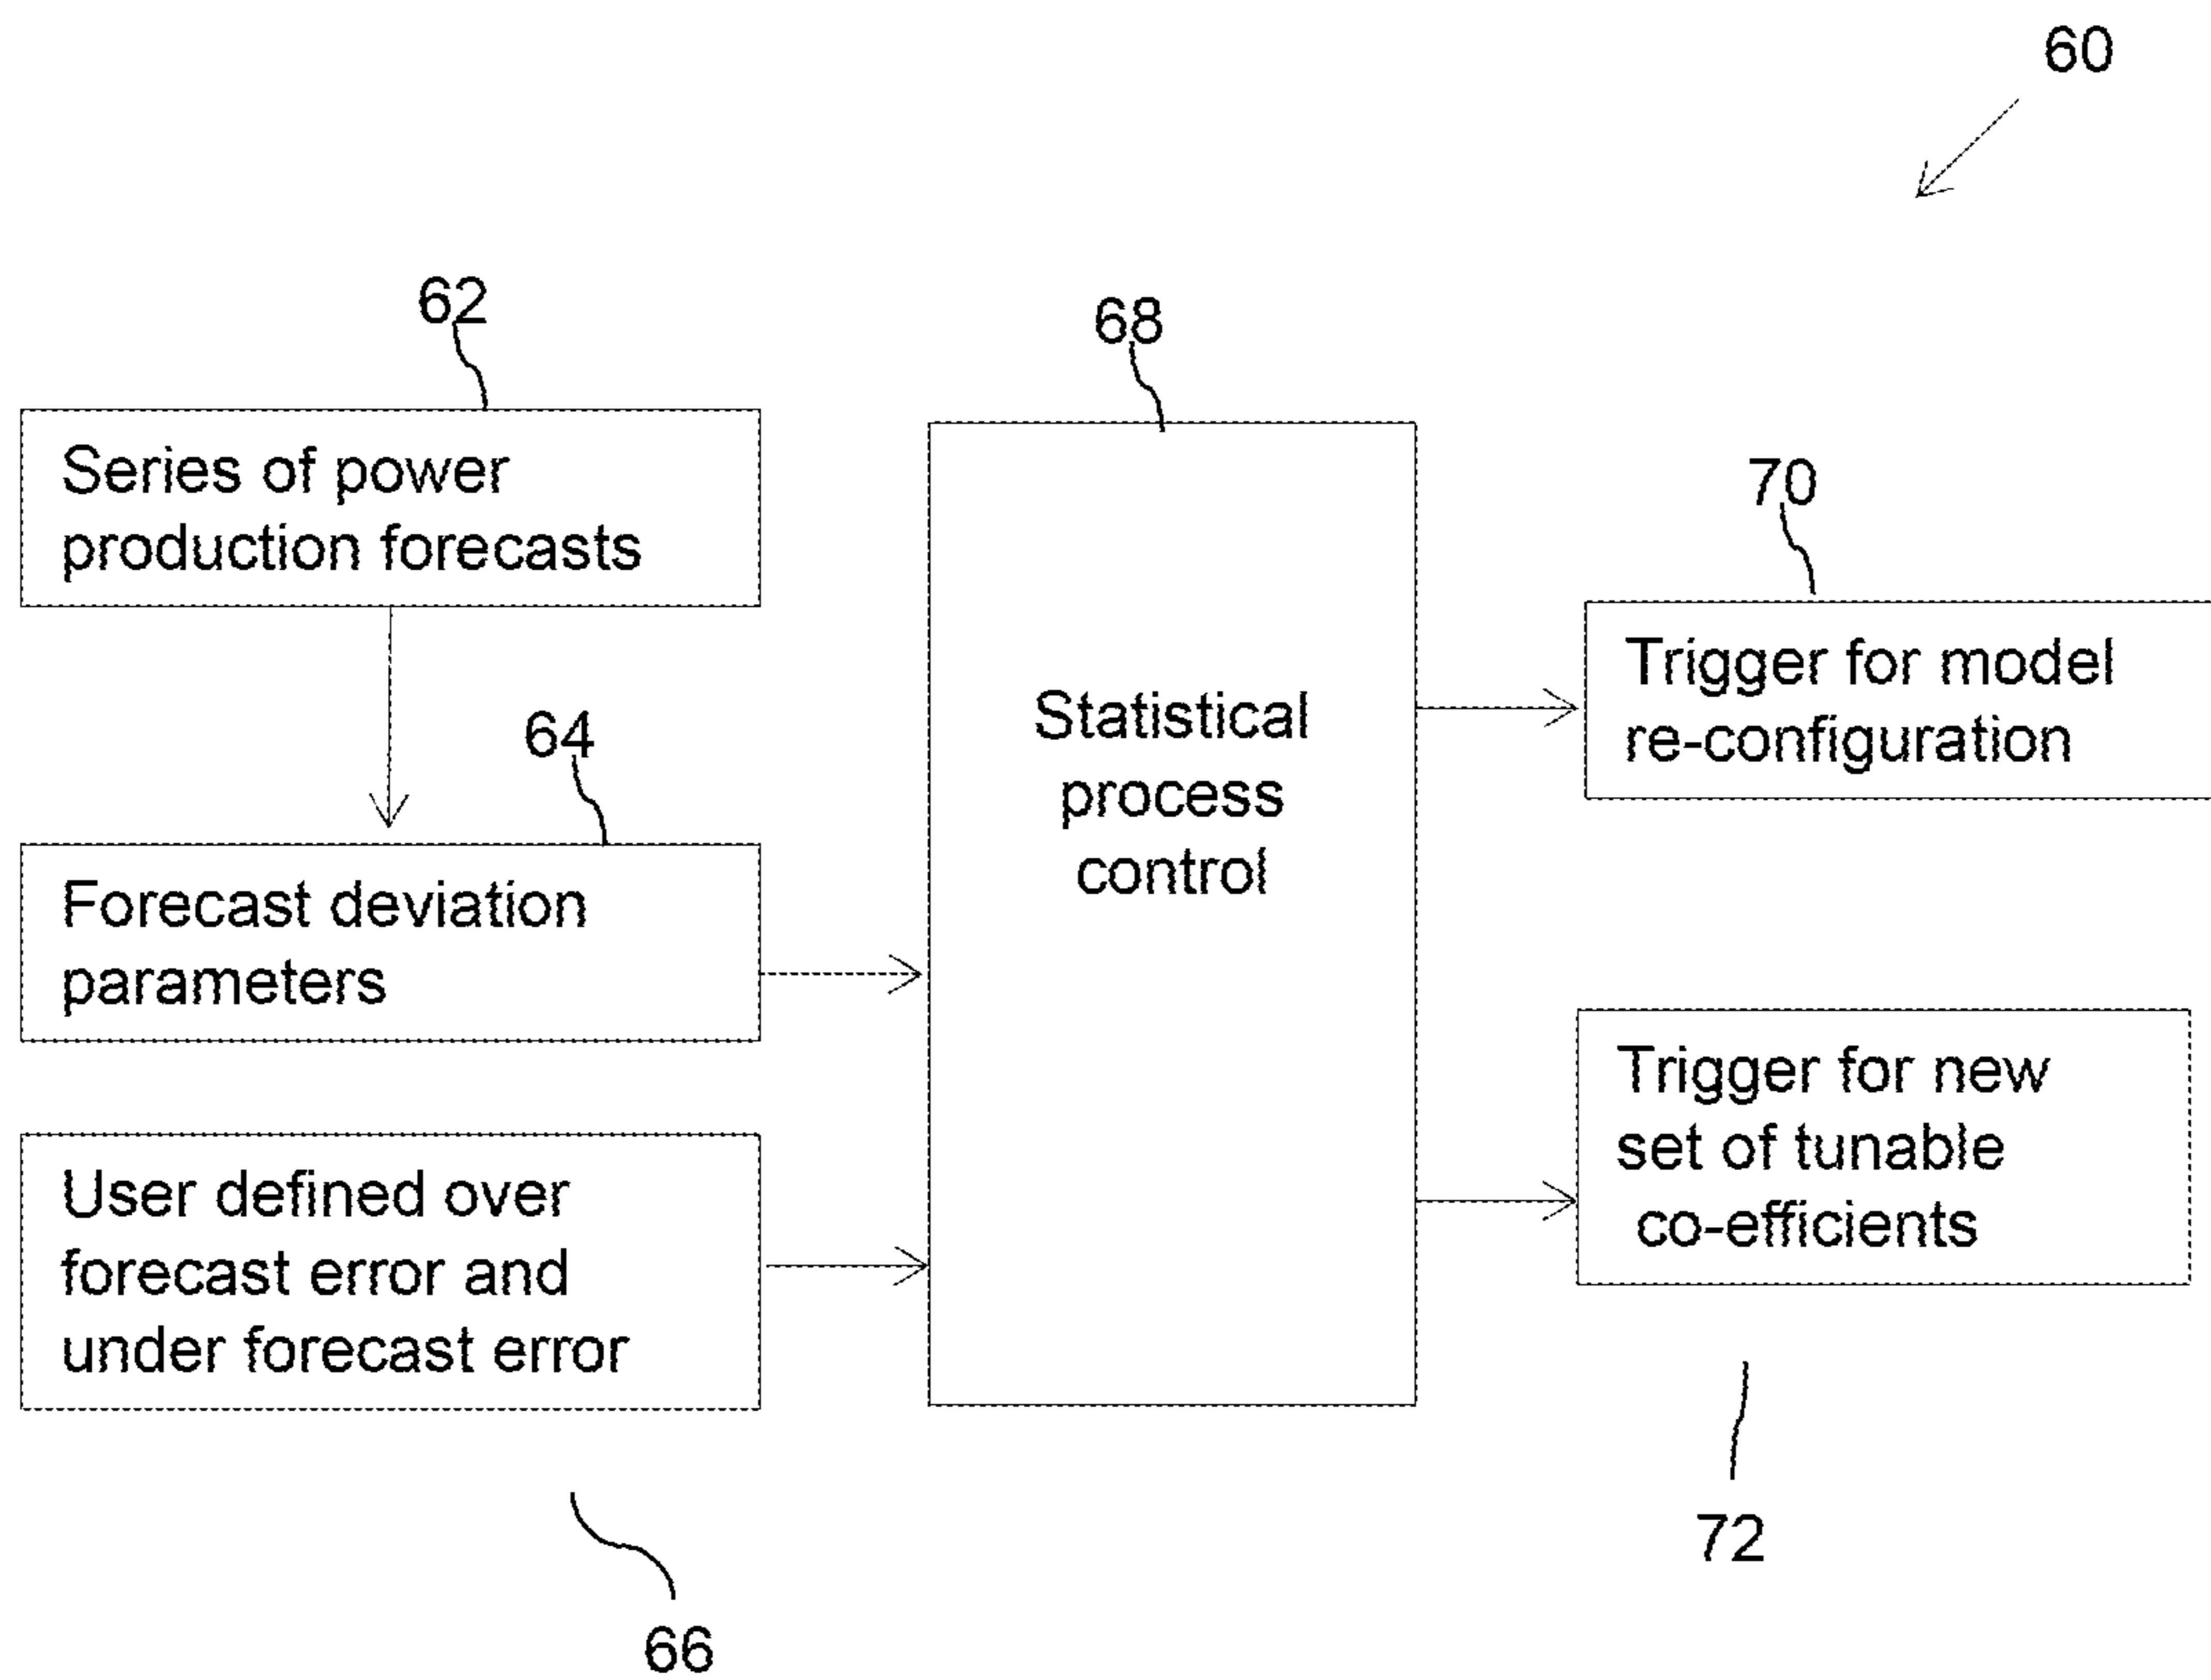 60
62
Series of power
production forecasts
64
Forecast deviation
parameters
User defined over
forecast error and
under forecast error
66
68
Statistical
process
control
70
Trigger for model
re-configuration
Trigger for new
set of tunable
co-efficients
72